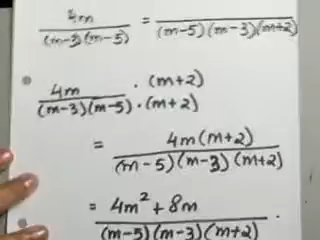 4m/((m-3)(m-5)) = /((m-5)(m-3)(m+2))
4m/((m-3)(m-5)) · (m+2)/(m+2)
= 4m(m+2)/((m-5)(m-3)(m+2))
= 4m²+8m/((m-5)(m-3)(m+2)) .